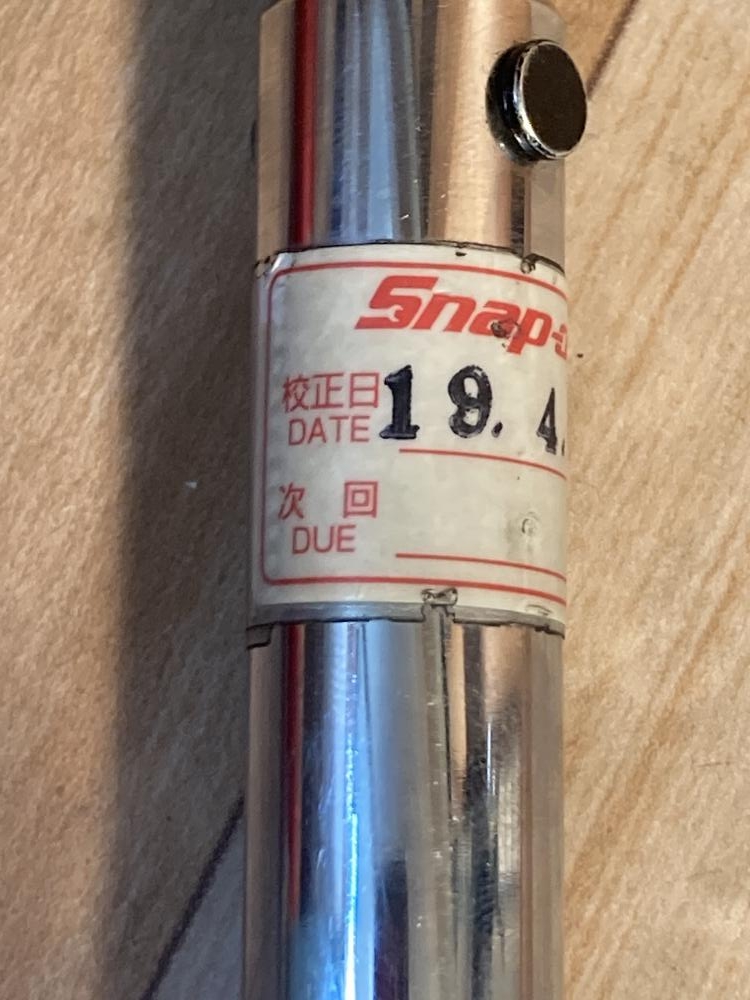 Snap-o
校正日 19. 4.
DATE
次 回
DUE